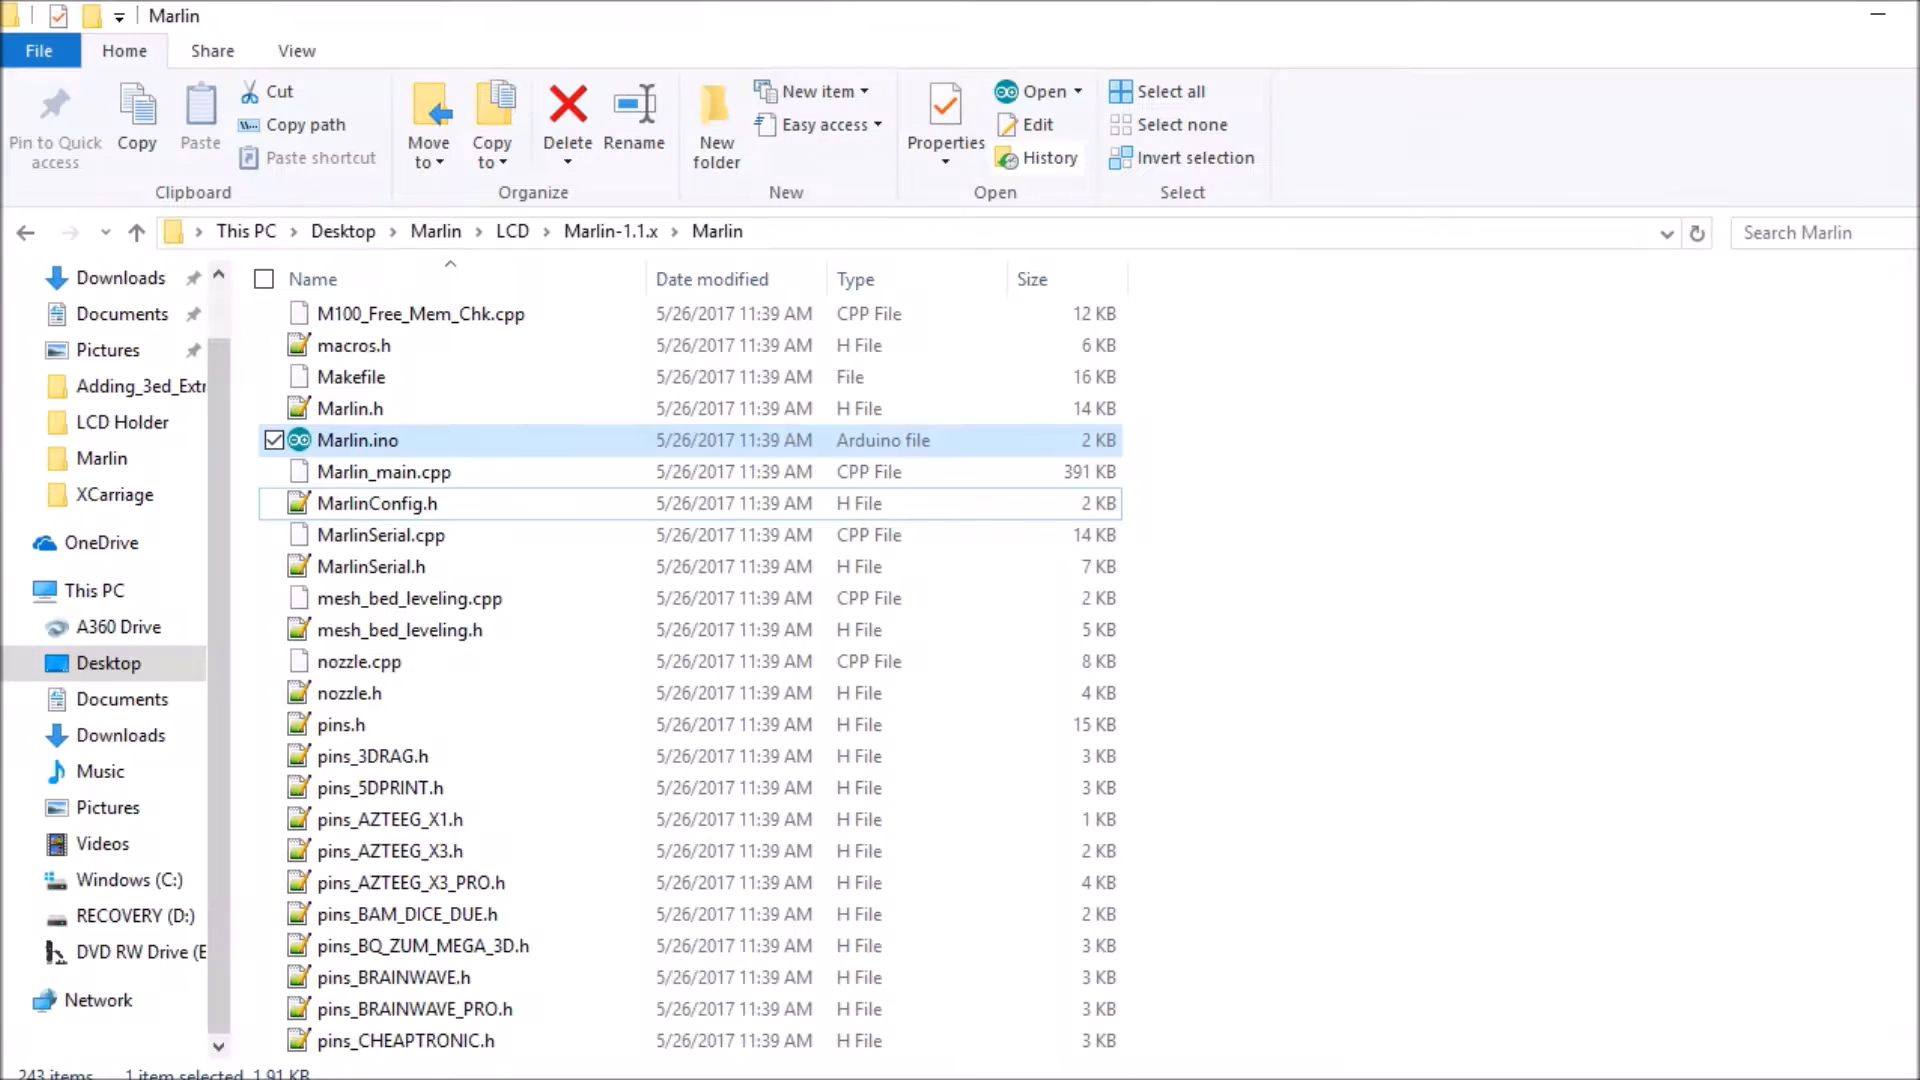 Marlin
File Home Share View
Pin to Quick access
Copy
Paste
Cut
Copy path
Paste shortcut
Clipboard
Move to
Copy to
Delete
Rename
Organize
New folder
New item
Easy access
New
Properties
Open
Edit
History
Open
Select all
Select none
Invert selection
Select
This PC > Desktop > Marlin > LCD > Marlin-1.1.x > Marlin
Search Marlin
Downloads
Documents
Pictures
Adding_3ed_Extr
LCD Holder
Marlin
XCarriage
OneDrive
This PC
A360 Drive
Desktop
Documents
Downloads
Music
Pictures
Videos
Windows (C:)
RECOVERY (D:)
DVD RW Drive (E
Network
Name Date modified Type Size
M100_Free_Mem_Chk.cpp 5/26/2017 11:39 AM CPP File 12 KB
macros.h 5/26/2017 11:39 AM H File 6 KB
Makefile 5/26/2017 11:39 AM File 16 KB
Marlin.h 5/26/2017 11:39 AM H File 14 KB
Marlin.ino 5/26/2017 11:39 AM Arduino file 2 KB
Marlin_main.cpp 5/26/2017 11:39 AM CPP File 391 KB
MarlinConfig.h 5/26/2017 11:39 AM H File 2 KB
MarlinSerial.cpp 5/26/2017 11:39 AM CPP File 14 KB
MarlinSerial.h 5/26/2017 11:39 AM H File 7 KB
mesh_bed_leveling.cpp 5/26/2017 11:39 AM CPP File 2 KB
mesh_bed_leveling.h 5/26/2017 11:39 AM H File 5 KB
nozzle.cpp 5/26/2017 11:39 AM CPP File 8 KB
nozzle.h 5/26/2017 11:39 AM H File 4 KB
pins.h 5/26/2017 11:39 AM H File 15 KB
pins_3DRAG.h 5/26/2017 11:39 AM H File 3 KB
pins_5DPRINT.h 5/26/2017 11:39 AM H File 3 KB
pins_AZTEEG_X1.h 5/26/2017 11:39 AM H File 1 KB
pins_AZTEEG_X3.h 5/26/2017 11:39 AM H File 2 KB
pins_AZTEEG_X3_PRO.h 5/26/2017 11:39 AM H File 4 KB
pins_BAM_DICE_DUE.h 5/26/2017 11:39 AM H File 2 KB
pins_BQ_ZUM_MEGA_3D.h 5/26/2017 11:39 AM H File 3 KB
pins_BRAINWAVE.h 5/26/2017 11:39 AM H File 3 KB
pins_BRAINWAVE_PRO.h 5/26/2017 11:39 AM H File 3 KB
pins_CHEAPTRONIC.h 5/26/2017 11:39 AM H File 3 KB
243 items 1 item selected 1.91 KB